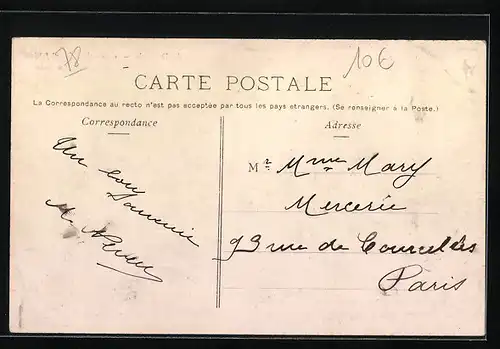 78
10€
CARTE POSTALE
La Correspondance au recto n'est pas acceptée par tous les pays étrangers. (Se renseigner à la Poste.)
Correspondance
Adresse
Un bon
Souvenir
M.
Mr. Mme Mary
Mercerie
93 rue de Courcelles
Paris